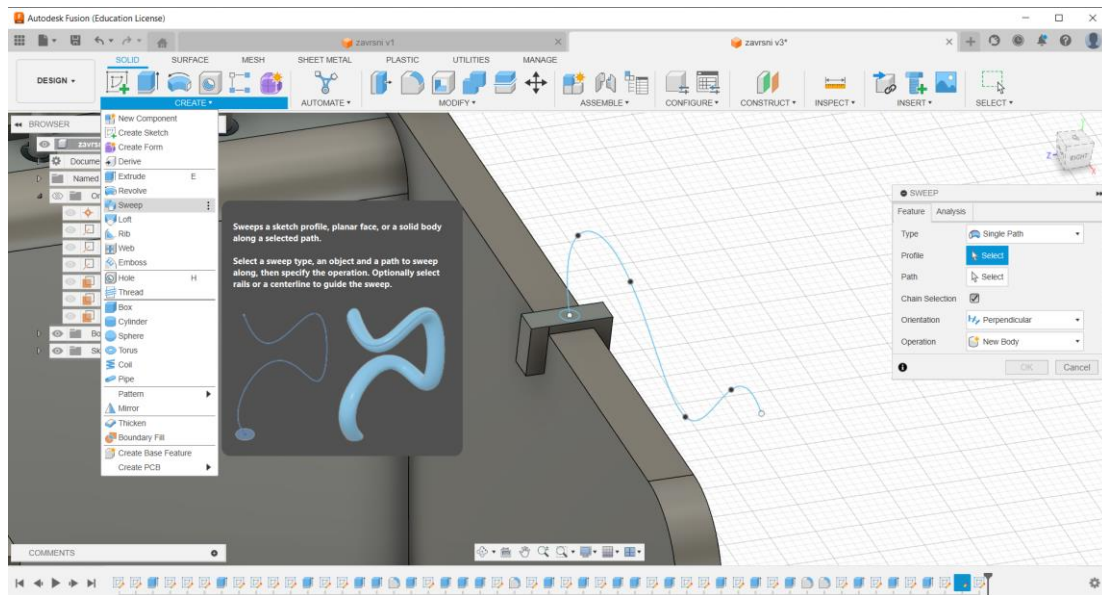 Autodesk Fusion (Education License)
zavrsni v1
zavrsni v3*
SOLID SURFACE MESH SHEET METAL PLASTIC UTILITIES MANAGE
DESIGN
CREATE AUTOMATE MODIFY ASSEMBLE CONFIGURE CONSTRUCT INSPECT INSERT SELECT
BROWSER
zavrs
Docume
Named
Or
Bo
Sk
New Component
Create Sketch
Create Form
Derive
Extrude E
Revolve
Sweep
Loft
Rib
Web
Emboss
Hole H
Thread
Box
Cylinder
Sphere
Torus
Coil
Pipe
Pattern
Mirror
Thicken
Boundary Fill
Create Base Feature
Create PCB
Sweeps a sketch profile, planar face, or a solid body
along a selected path.
Select a sweep type, an object and a path to sweep
along, then specify the operation. Optionally select
rails or a centerline to guide the sweep.
Z
RIGHT
X
SWEEP
Feature Analysis
Type Single Path
Profile Select
Path Select
Chain Selection
Orientation Perpendicular
Operation New Body
OK Cancel
COMMENTS